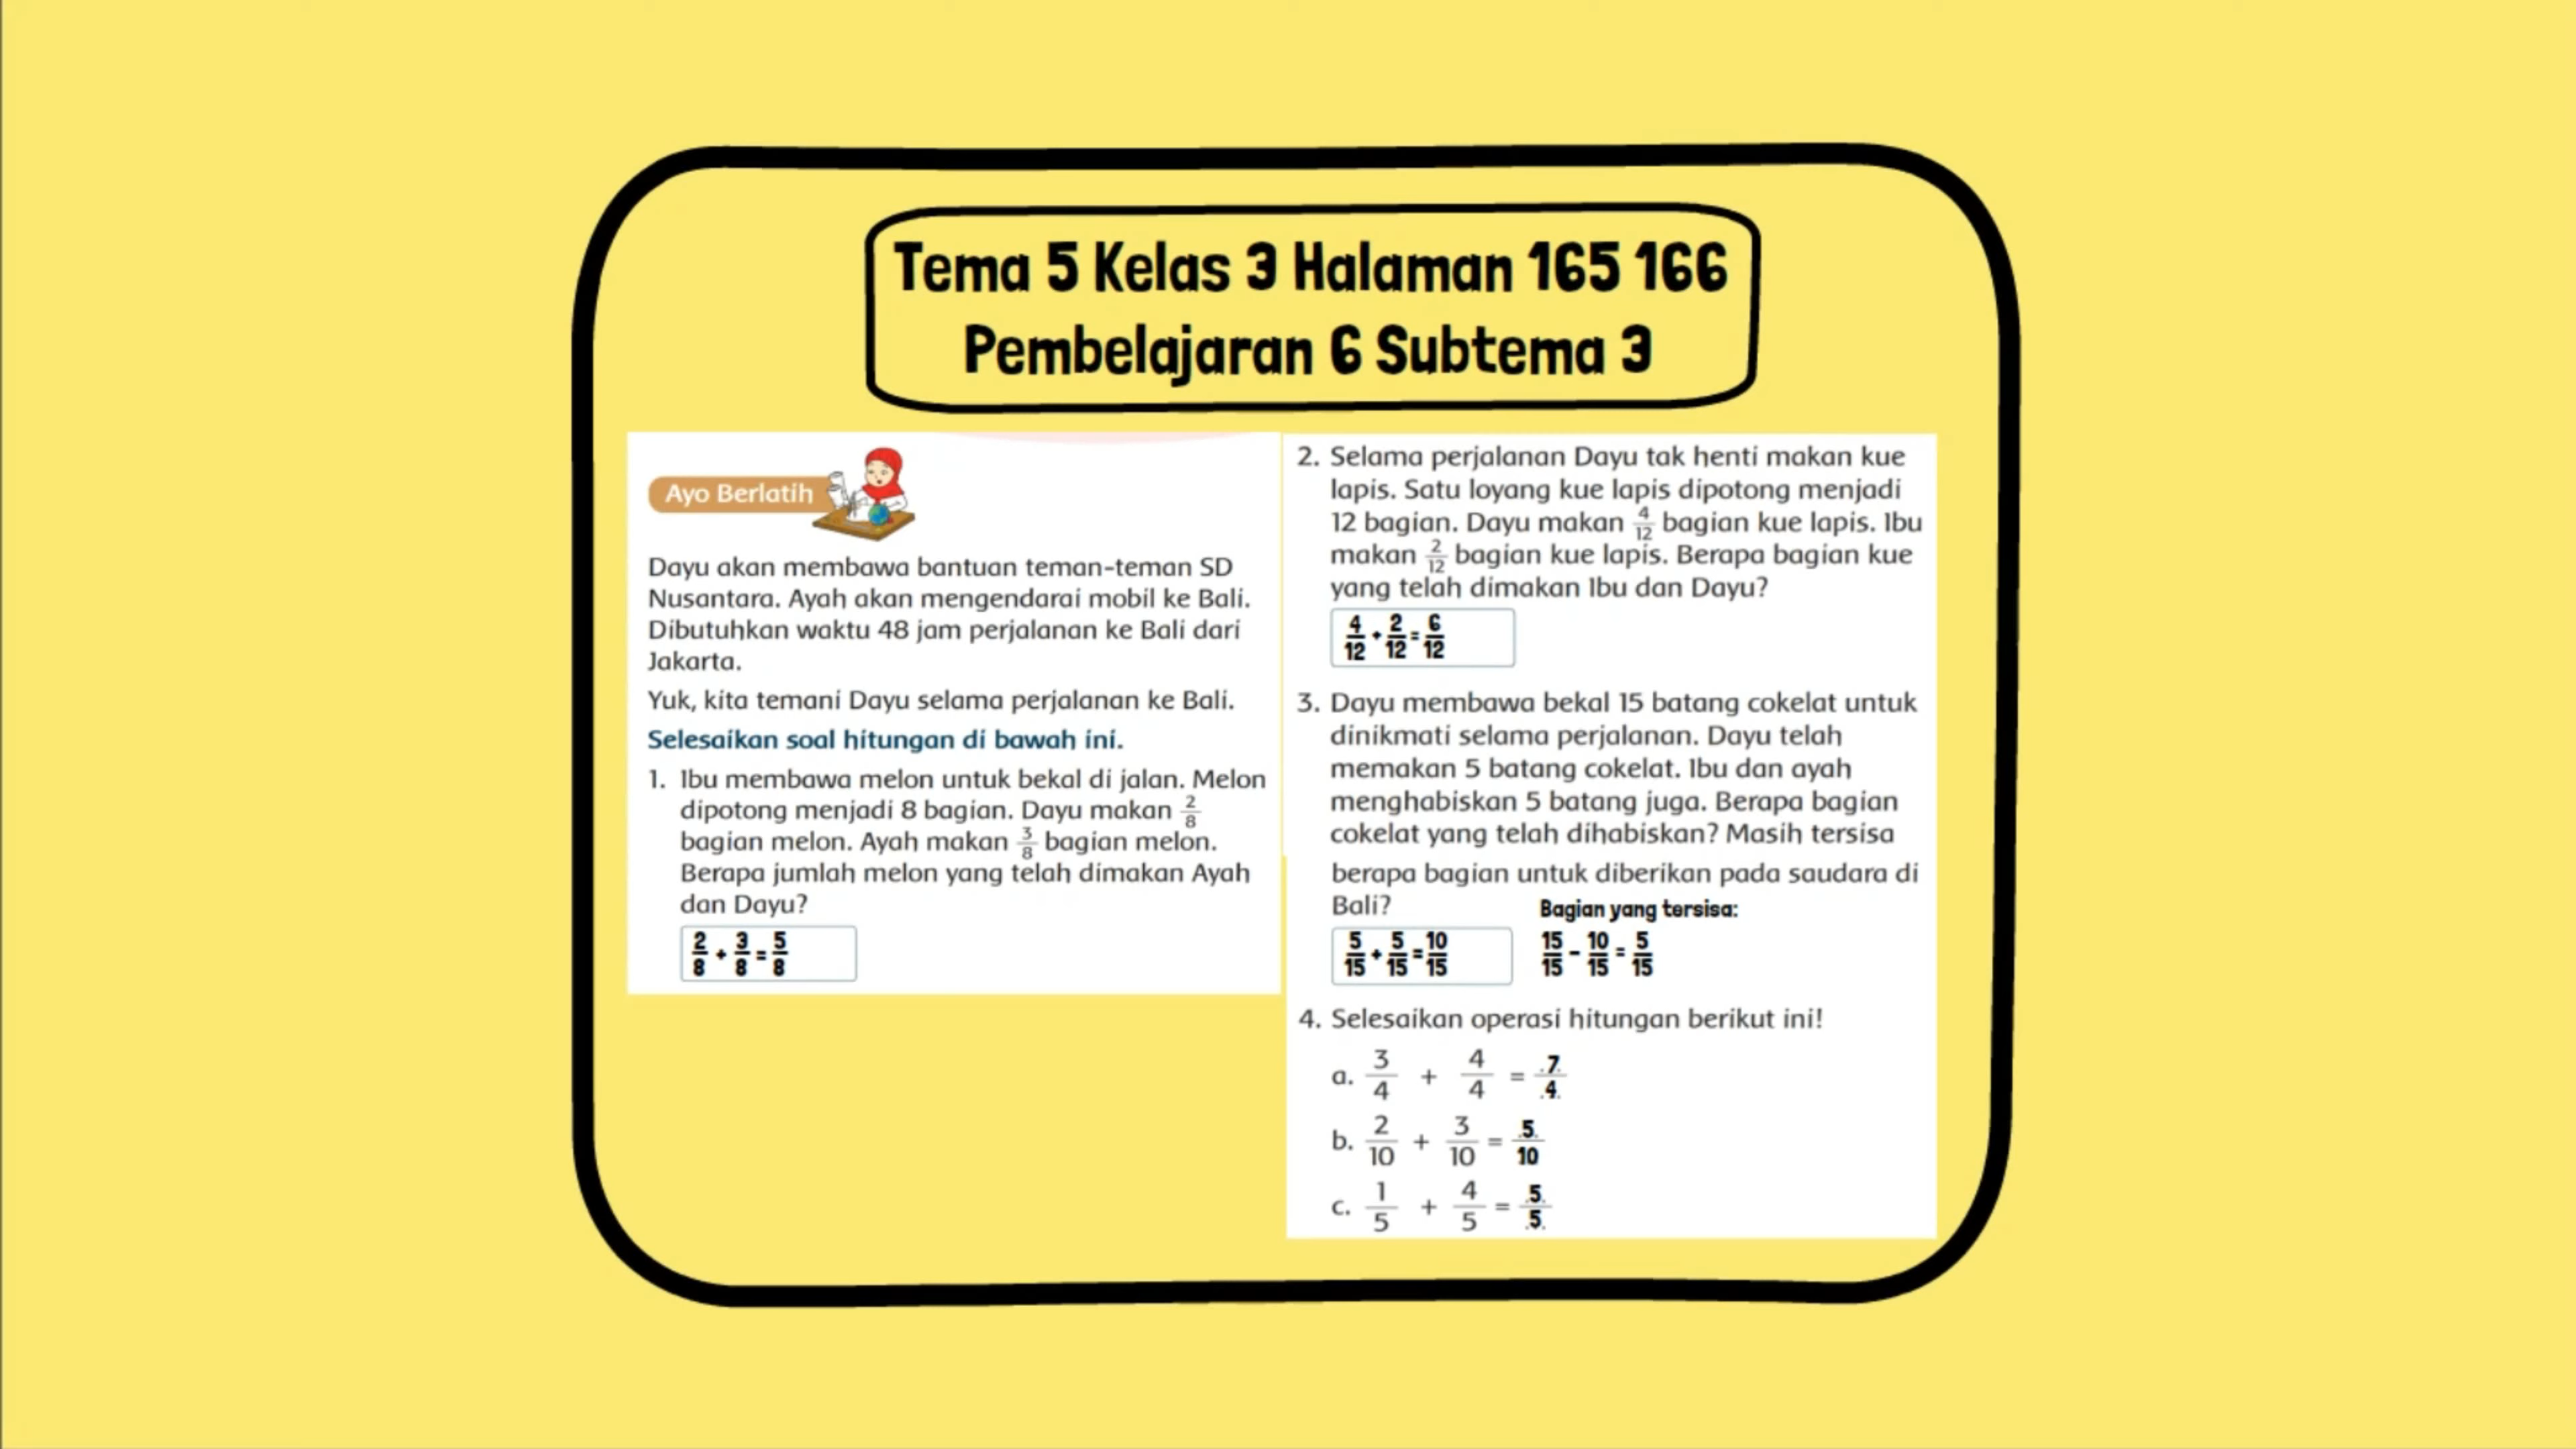 Tema 5 Kelas 3 Halaman 165 166
Pembelajaran 6 Subtema 3
Ayo Berlatih
Dayu akan membawa bantuan teman-teman SD
Nusantara. Ayah akan mengendarai mobil ke Bali.
Dibutuhkan waktu 48 jam perjalanan ke Bali dari
Jakarta.
Yuk, kita temani Dayu selama perjalanan ke Bali.
Selesaikan soal hitungan di bawah ini.
1. Ibu membawa melon untuk bekal di jalan. Melon
dipotong menjadi 8 bagian. Dayu makan 2/8
bagian melon. Ayah makan 3/8 bagian melon.
Berapa jumlah melon yang telah dimakan Ayah
dan Dayu?
2/8 + 3/8 = 5/8
2. Selama perjalanan Dayu tak henti makan kue
lapis. Satu loyang kue lapis dipotong menjadi
12 bagian. Dayu makan 4/12 bagian kue lapis. Ibu
makan 2/12 bagian kue lapis. Berapa bagian kue
yang telah dimakan Ibu dan Dayu?
4/12 + 2/12 = 6/12
3. Dayu membawa bekal 15 batang cokelat untuk
dinikmati selama perjalanan. Dayu telah
memakan 5 batang cokelat. Ibu dan ayah
menghabiskan 5 batang juga. Berapa bagian
cokelat yang telah dihabiskan? Masih tersisa
berapa bagian untuk diberikan pada saudara di
Bali?
5/15 + 5/15 = 10/15
Bagian yang tersisa:
15/15 - 10/15 = 5/15
4. Selesaikan operasi hitungan berikut ini!
a. 3/4 + 4/4 = 7/4
b. 2/10 + 3/10 = 5/10
c. 1/5 + 4/5 = 5/5